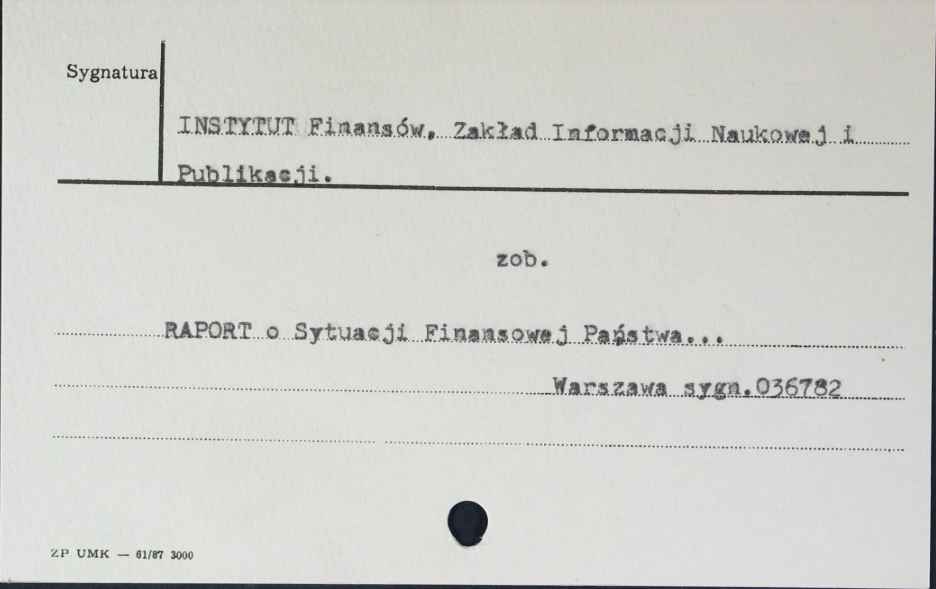 Sygnatura
INSTYTUT Finansów, Zakład Informacji Naukowej i
Publikacji.
zob.
RAPORT o Sytuacji Finansowej Państwa...
Warszawa sygn.036782
ZP UMK — 61/87 3000